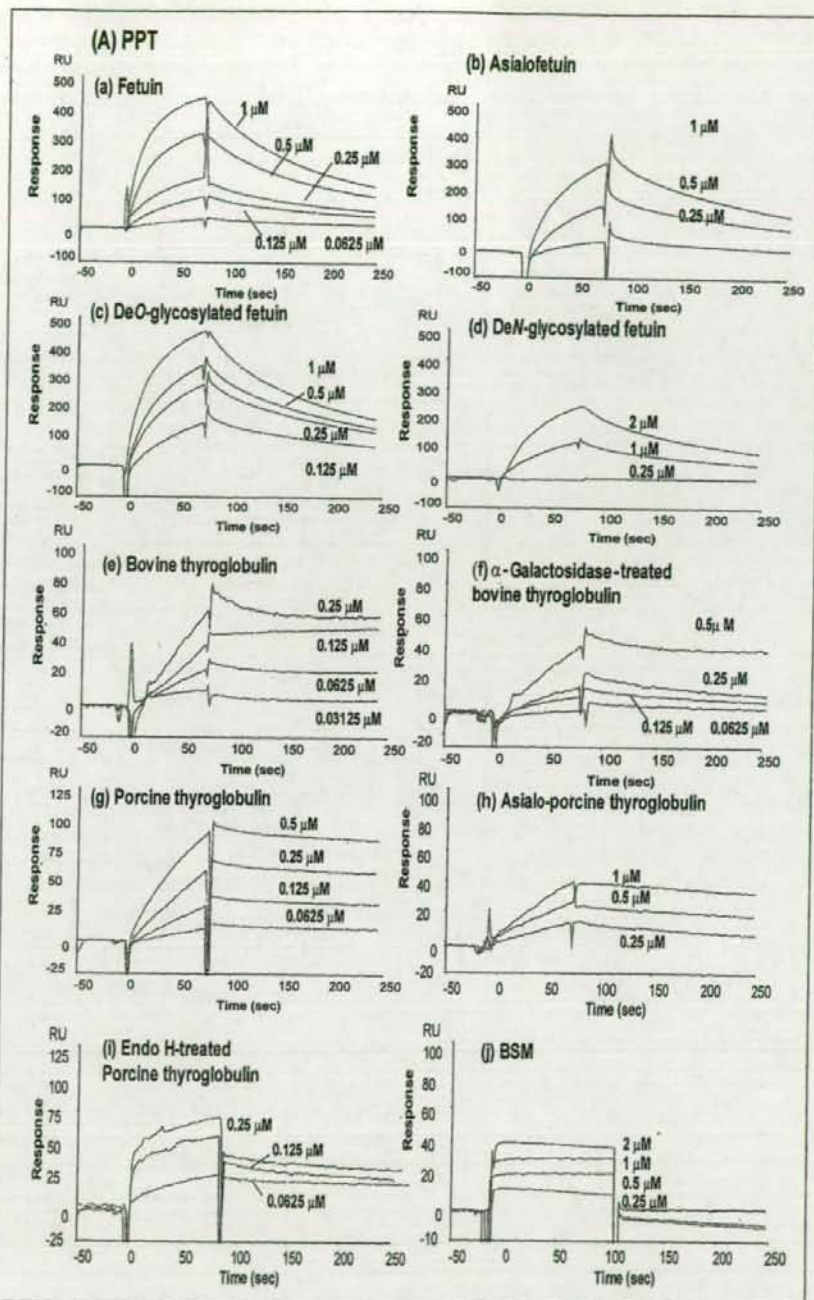 (A) PPT
RU
(a) Fetuin
500
400
300
200
100
0
-100
Response
1 µM
0.5 µM
0.25 µM
0.125 µM 0.0625 µM
-50 0 50 100 150 200 250
Time (sec)
RU
(b) Asialofetuin
500
400
300
200
100
0
-100
Response
1 µM
0.5 µM
0.25 µM
-50 0 50 100 150 200 250
Time (sec)
RU
(c) DeO-glycosylated fetuin
500
400
300
200
100
0
-100
Response
1 µM
0.5 µM
0.25 µM
0.125 µM
-50 0 50 100 150 200 250
Time (sec)
RU
(d) DeN-glycosylated fetuin
500
400
300
200
100
0
-100
Response
2 µM
1 µM
0.25 µM
-50 0 50 100 150 200 250
Time (sec)
RU
(e) Bovine thyroglobulin
100
80
60
40
20
0
-20
Response
0.25 µM
0.125 µM
0.0625 µM
0.03125 µM
-50 0 50 100 150 200 250
Time (sec)
RU
(f) α-Galactosidase-treated
bovine thyroglobulin
100
80
60
40
20
0
-20
Response
0.5µ M
0.25 µM
0.125 µM 0.0625 µM
-50 0 50 100 150 200 250
Time (sec)
RU
(g) Porcine thyroglobulin
125
100
75
50
25
0
-25
Response
0.5 µM
0.25 µM
0.125 µM
0.0625 µM
-50 0 50 100 150 200 250
Time (sec)
RU
(h) Asialo-porcine thyroglobulin
100
80
60
40
20
0
-20
Response
1 µM
0.5 µM
0.25 µM
-50 0 50 100 150 200 250
Time (sec)
RU
(i) Endo H-treated
Porcine thyroglobulin
125
100
75
50
25
0
-25
Response
0.25 µM
0.125 µM
0.0625 µM
-50 0 50 100 150 200 250
Time (sec)
RU
(j) BSM
100
80
60
40
20
0
-10
Response
2 µM
1 µM
0.5 µM
0.25 µM
-50 0 50 100 150 200 250
Time (sec)